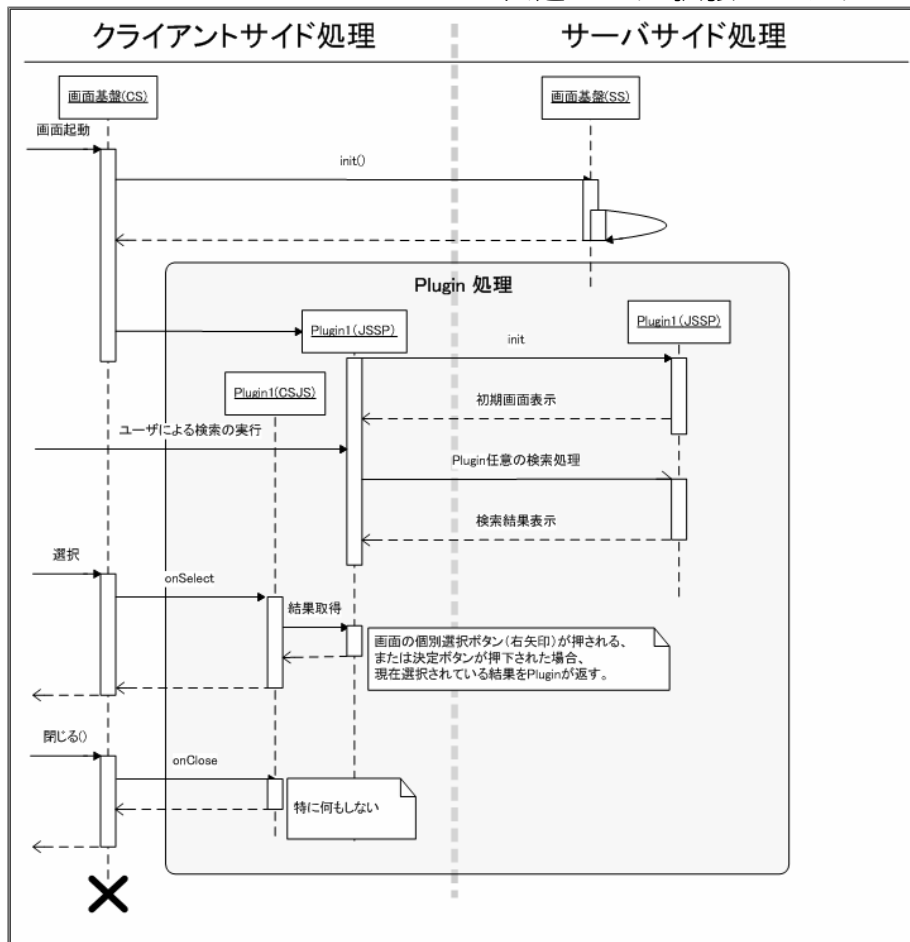 クライアントサイド処理
サーバサイド処理
画面基盤(CS)
画面基盤(SS)
画面起動
init()
Plugin 処理
Plugin1(JSSP)
Plugin1(JSSP)
init
Plugin1(CSJS)
初期画面表示
ユーザによる検索の実行
Plugin任意の検索処理
検索結果表示
選択
onSelect
結果取得
画面の個別選択ボタン(右矢印)が押される、
または決定ボタンが押下された場合、
現在選択されている結果をPluginが返す。
閉じる()
onClose
特に何もしない